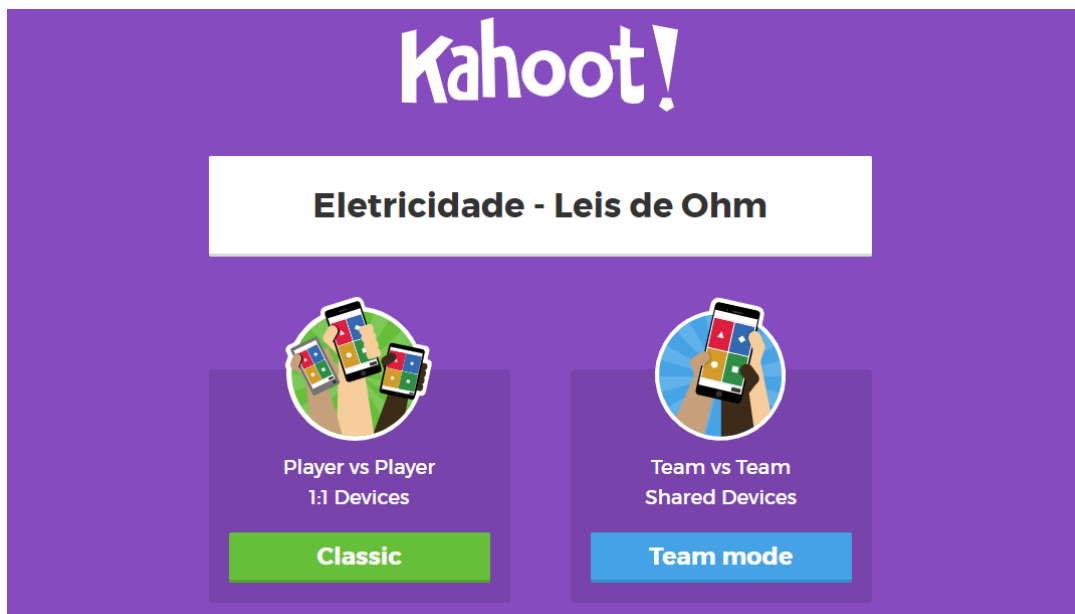 Kahoot!
Eletricidade - Leis de Ohm
Player vs Player
1:1 Devices
Classic
Team vs Team
Shared Devices
Team mode